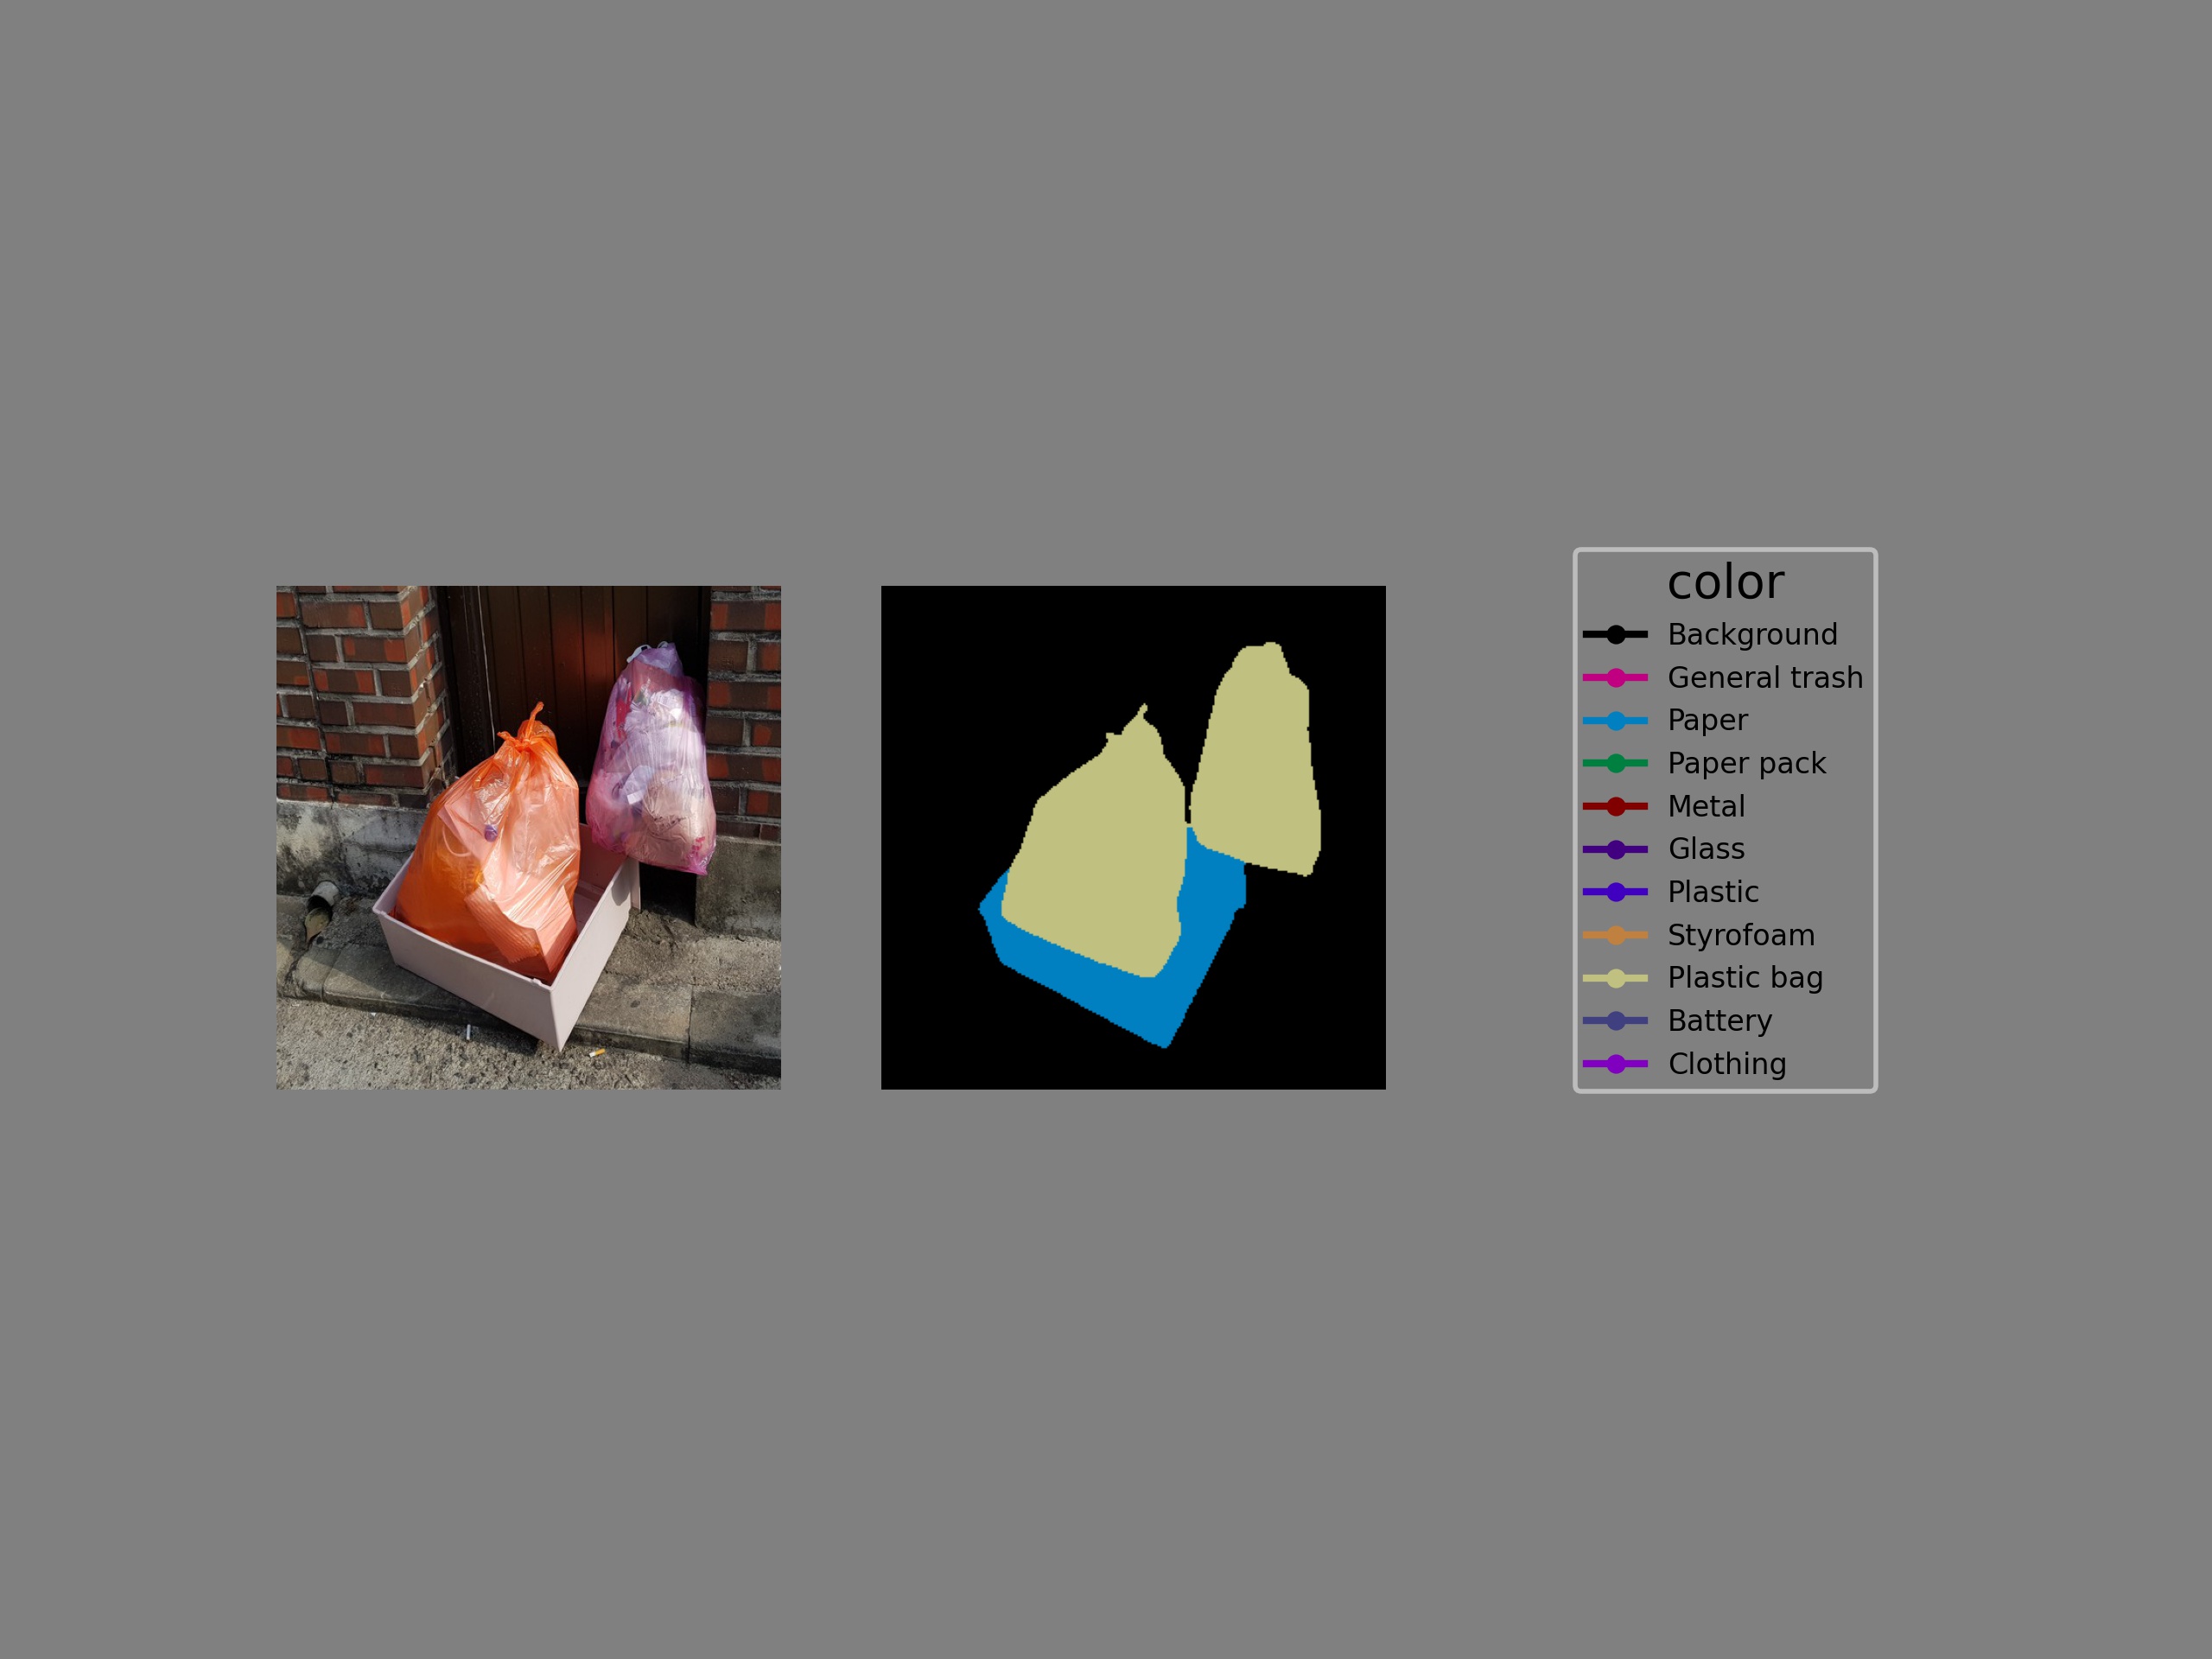 color
Background
General trash
Paper
Paper pack
Metal
Glass
Plastic
Styrofoam
Plastic bag
Battery
Clothing